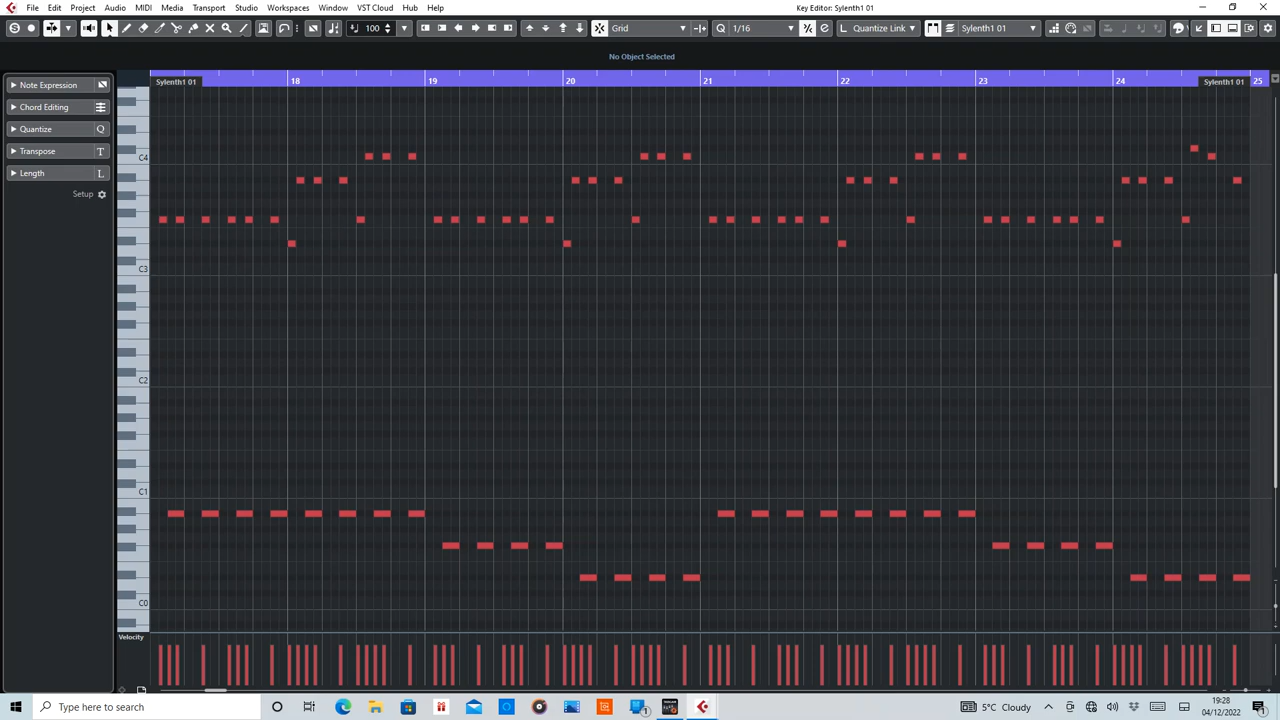 File Edit Project Audio MIDI Media Transport Studio Workspaces Window VST Cloud Hub Help
Key Editor: Sylenth1 01
100 Grid Q 1/16 L Quantize Link Sylenth1 01
No Object Selected
Note Expression
Chord Editing
Quantize Q
Transpose T
Length L
Setup
18 19 20 21 22 23 24 25
Sylenth1 01 Sylenth1 01
C4
C3
C2
C1
C0
Velocity
Type here to search
5°C Cloudy
19:28
04/12/2022